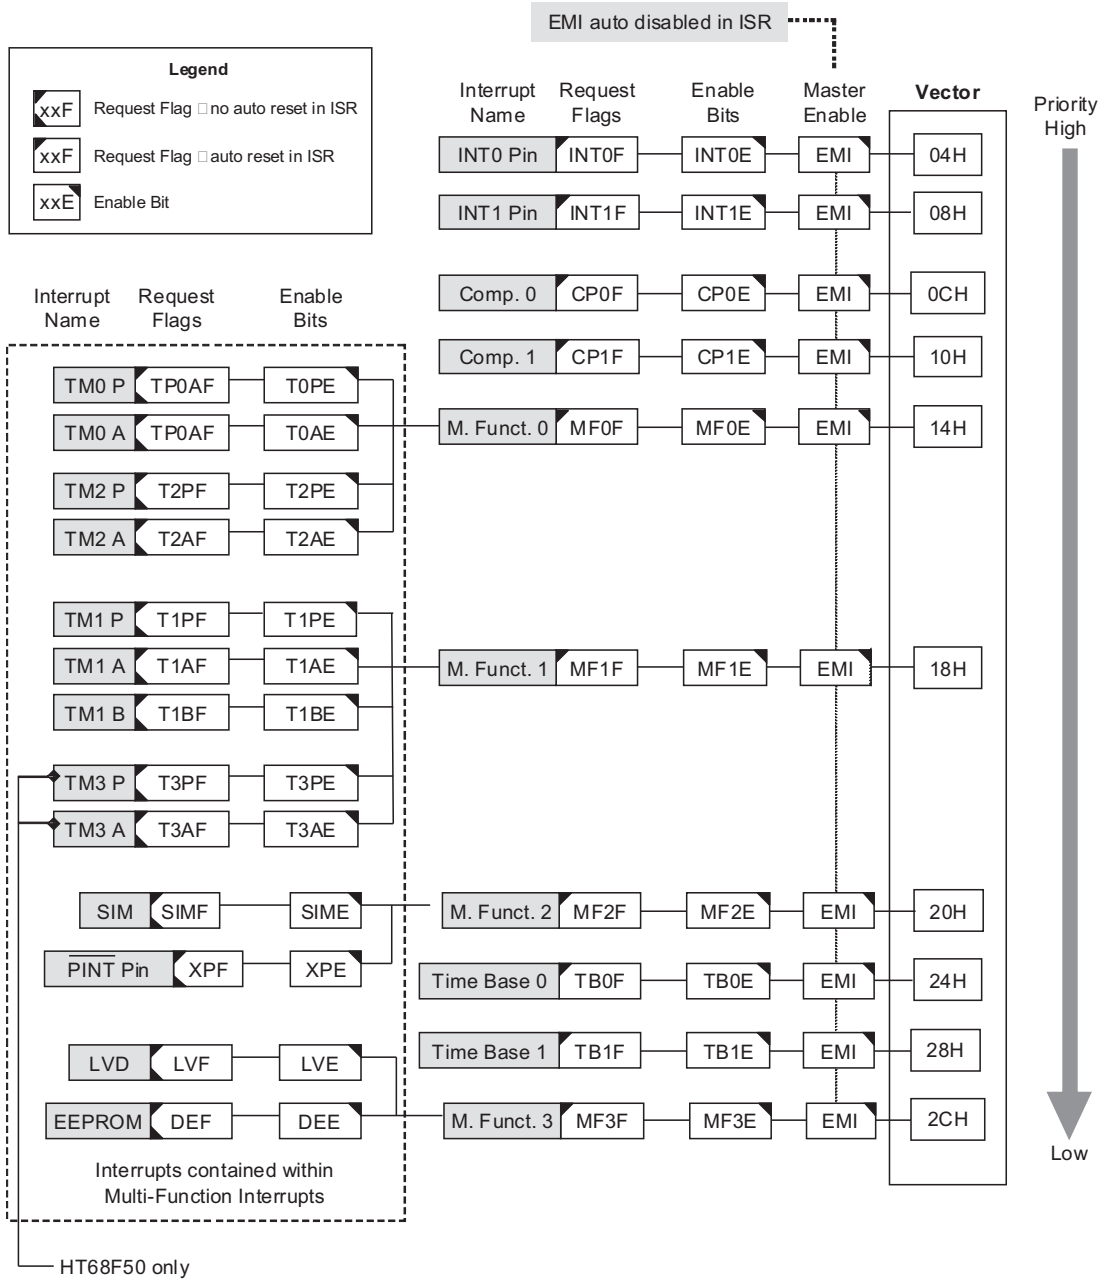 EMI auto disabled in ISR
Legend
xxF Request Flag □ no auto reset in ISR
xxF Request Flag □ auto reset in ISR
xxE Enable Bit
Interrupt Name Request Flags Enable Bits Master Enable Vector
Priority High
INT0 Pin INT0F INT0E EMI 04H
INT1 Pin INT1F INT1E EMI 08H
Comp. 0 CP0F CP0E EMI 0CH
Comp. 1 CP1F CP1E EMI 10H
M. Funct. 0 MF0F MF0E EMI 14H
M. Funct. 1 MF1F MF1E EMI 18H
M. Funct. 2 MF2F MF2E EMI 20H
Time Base 0 TB0F TB0E EMI 24H
Time Base 1 TB1F TB1E EMI 28H
M. Funct. 3 MF3F MF3E EMI 2CH
Low
Interrupt Name Request Flags Enable Bits
TM0 P TP0AF T0PE
TM0 A TP0AF T0AE
TM2 P T2PF T2PE
TM2 A T2AF T2AE
TM1 P T1PF T1PE
TM1 A T1AF T1AE
TM1 B T1BF T1BE
TM3 P T3PF T3PE
TM3 A T3AF T3AE
SIM SIMF SIME
PINT Pin XPF XPE
LVD LVF LVE
EEPROM DEF DEE
Interrupts contained within
Multi-Function Interrupts
HT68F50 only